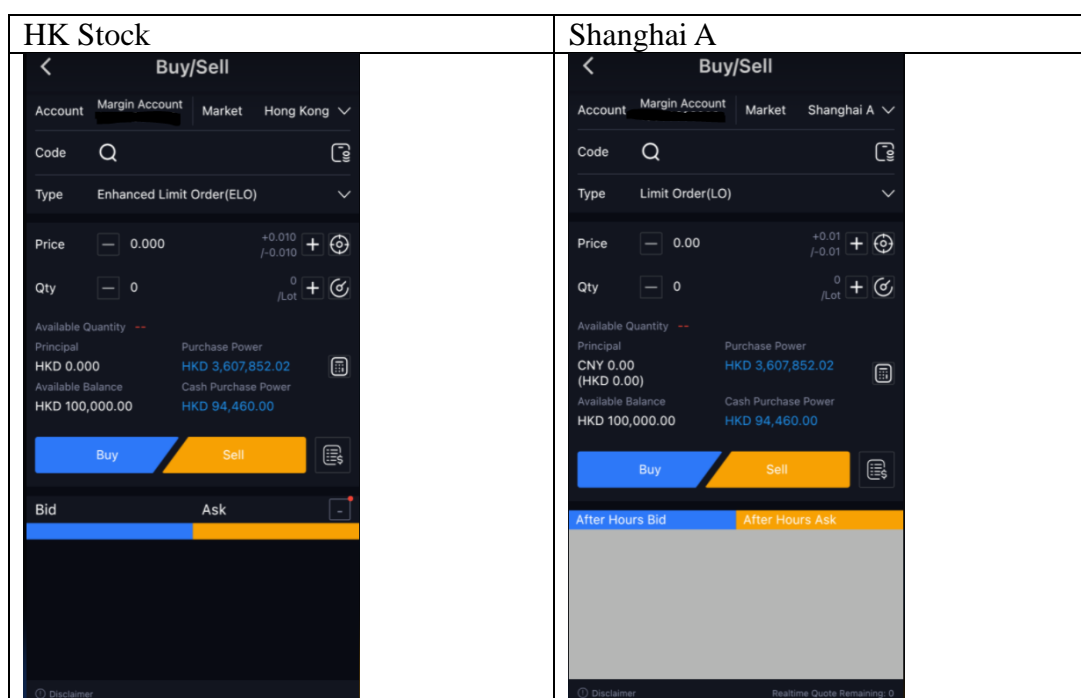 HK Stock
Buy/Sell
Account Margin Account Market Hong Kong
Code
Type Enhanced Limit Order(ELO)
Price — 0.000 +0.010 /-0.010 +
Qty — 0 0 /Lot +
Available Quantity --
Principal Purchase Power
HKD 0.000 HKD 3,607,852.02
Available Balance Cash Purchase Power
HKD 100,000.00 HKD 94,460.00
Buy Sell
Bid Ask -
Disclaimer
Shanghai A
Buy/Sell
Account Margin Account Market Shanghai A
Code
Type Limit Order(LO)
Price — 0.00 +0.01 /-0.01 +
Qty — 0 0 /Lot +
Available Quantity --
Principal Purchase Power
CNY 0.00 HKD 3,607,852.02
(HKD 0.00)
Available Balance Cash Purchase Power
HKD 100,000.00 HKD 94,460.00
Buy Sell
After Hours Bid After Hours Ask
Disclaimer Realtime Quote Remaining: 0